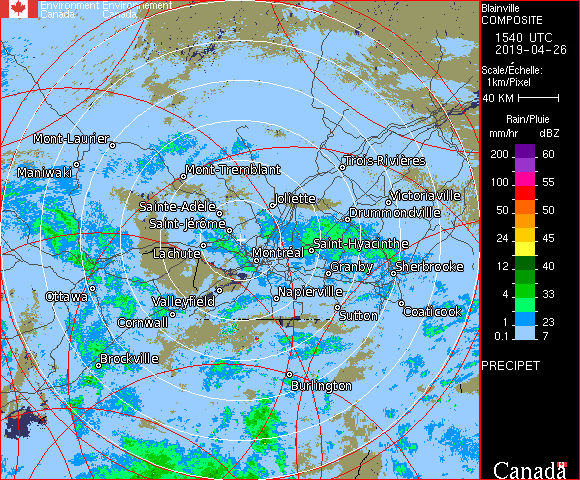 Environment Environnement
Canada Canada
Blainville
COMPOSITE
1540 UTC
2019-04-26
Scale/Échelle:
1km/Pixel
40 KM
Rain/Pluie
mm/hr dBZ
200 60
100 55
50 50
24 45
12 40
4 33
1 23
0.1 7
PRECIPET
Canada
Mont-Laurier
Maniwaki
Mont-Tremblant
Trois-Rivières
Sainte-Adèle
Joliette
Victoriaville
Saint-Jérôme
Drummondville
Lachute
Montréal
Saint-Hyacinthe
Granby
Sherbrooke
Ottawa
Valleyfield
Napierville
Cornwall
Sutton
Coaticook
Brockville
Burlington